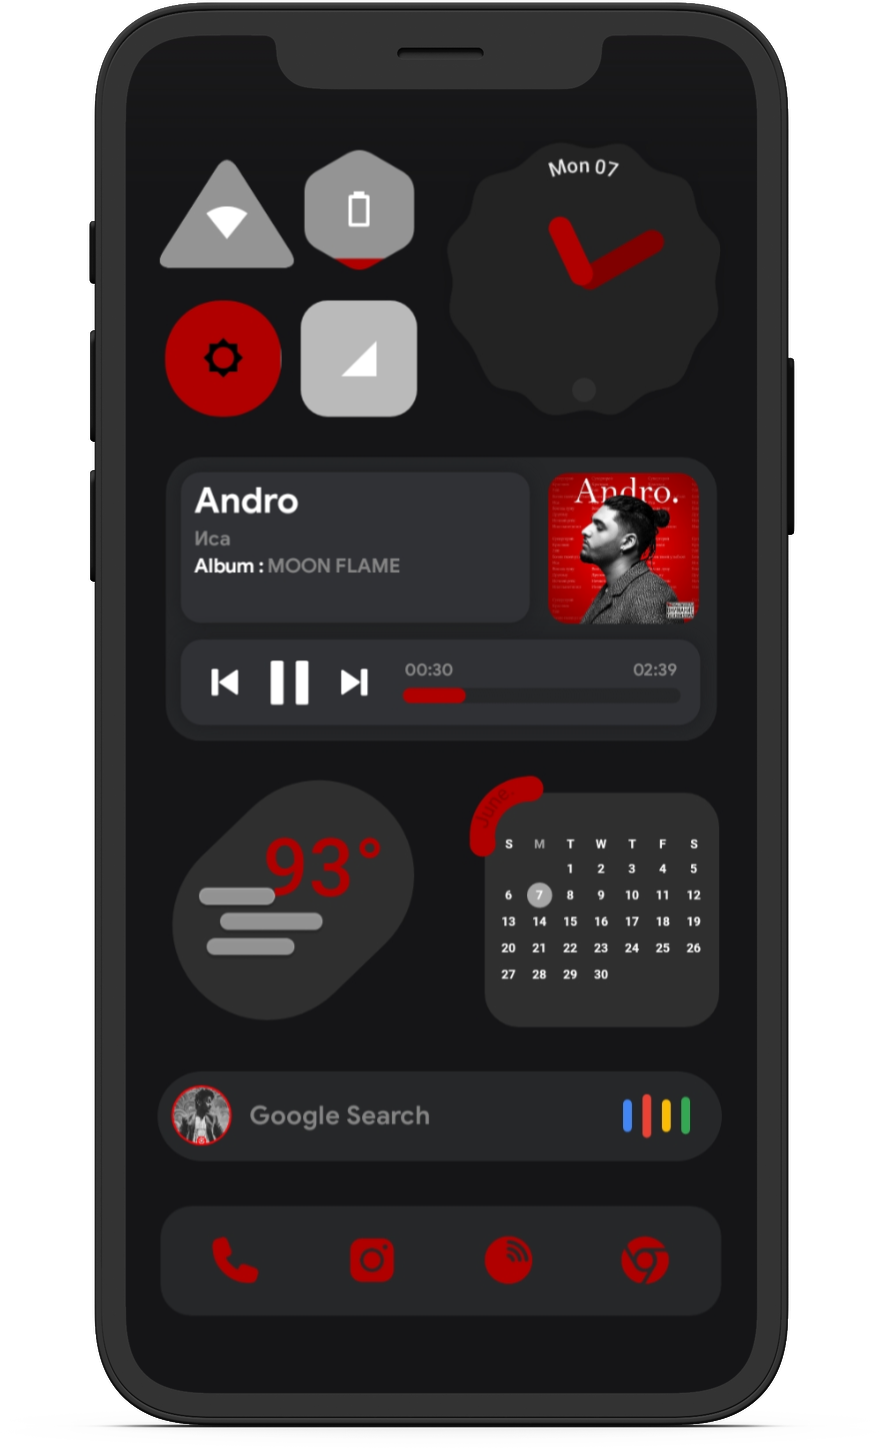 Mon 07
Andro
Иса
Album : MOON FLAME
Andro.
00:30 02:39
93°
June
S M T W T F S
1 2 3 4 5
6 7 8 9 10 11 12
13 14 15 16 17 18 19
20 21 22 23 24 25 26
27 28 29 30
Google Search